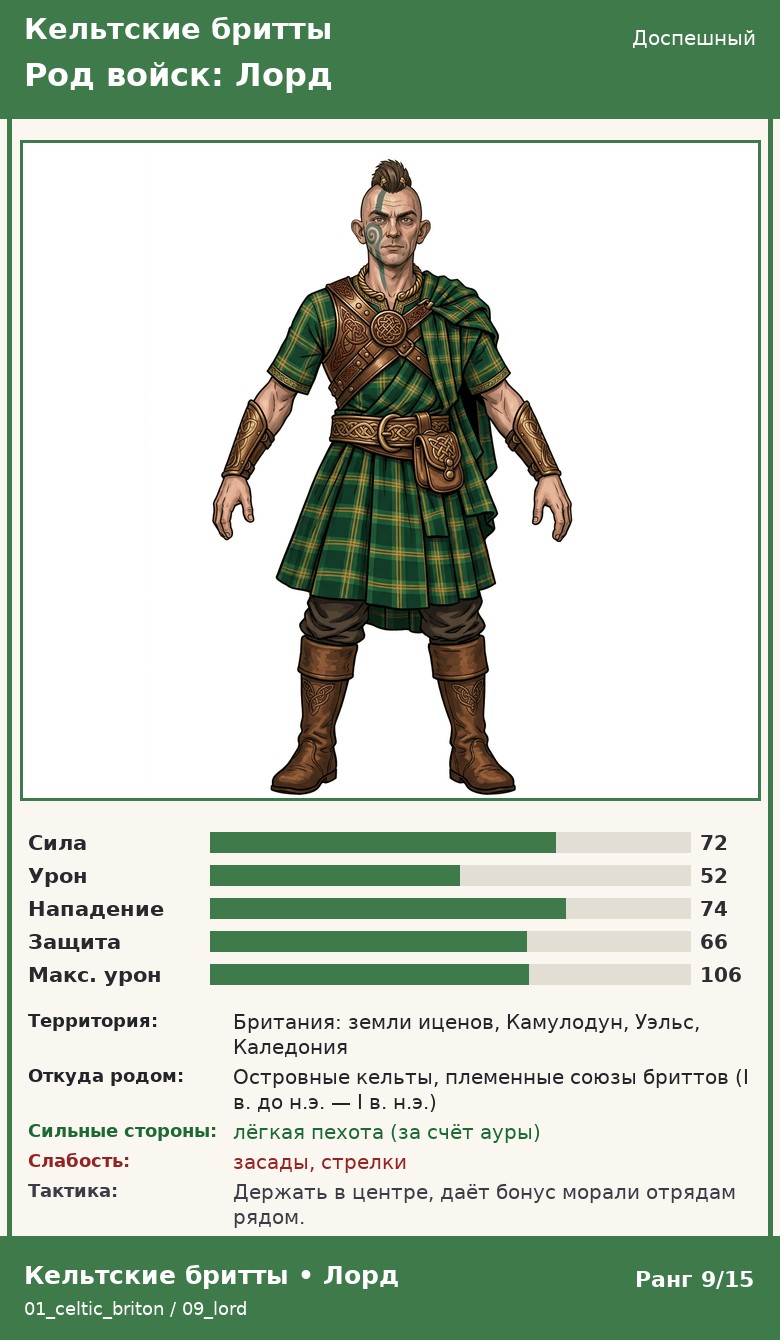 Кельтские бритты
Доспешный
Род войск: Лорд
Сила 72
Урон 52
Нападение 74
Защита 66
Макс. урон 106
Территория: Британия: земли иценов, Камулодун, Уэльс,
Каледония
Откуда родом: Островные кельты, племенные союзы бриттов (I
в. до н.э. — I в. н.э.)
Сильные стороны: лёгкая пехота (за счёт ауры)
Слабость: засады, стрелки
Тактика: Держать в центре, даёт бонус морали отрядам
рядом.
Кельтские бритты • Лорд
Ранг 9/15
01_celtic_briton / 09_lord